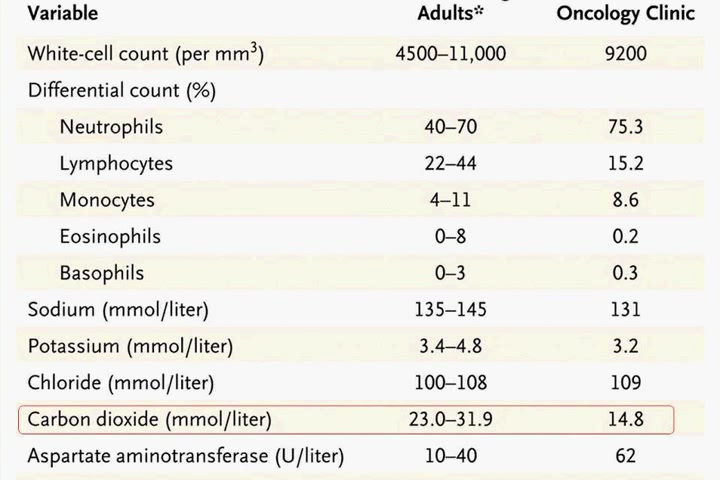 Variable Adults* Oncology Clinic
White-cell count (per mm³) 4500–11,000 9200
Differential count (%)
Neutrophils 40–70 75.3
Lymphocytes 22–44 15.2
Monocytes 4–11 8.6
Eosinophils 0–8 0.2
Basophils 0–3 0.3
Sodium (mmol/liter) 135–145 131
Potassium (mmol/liter) 3.4–4.8 3.2
Chloride (mmol/liter) 100–108 109
Carbon dioxide (mmol/liter) 23.0–31.9 14.8
Aspartate aminotransferase (U/liter) 10–40 62